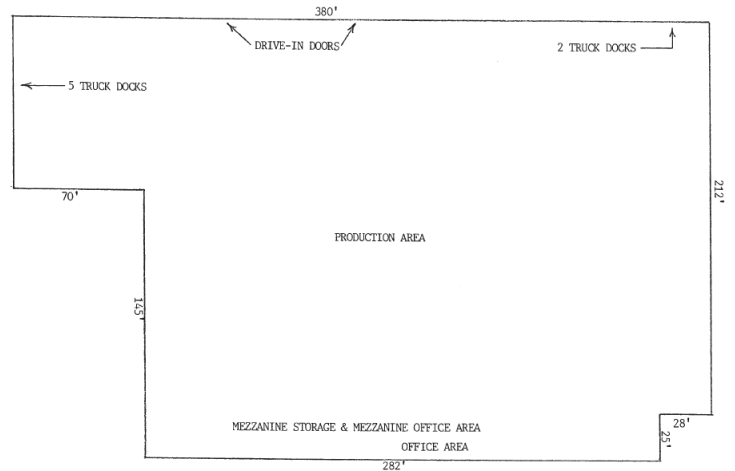 380'
DRIVE-IN DOORS
2 TRUCK DOCKS
5 TRUCK DOCKS
70'
212'
PRODUCTION AREA
145'
MEZZANINE STORAGE & MEZZANINE OFFICE AREA
28'
25'
OFFICE AREA
282'